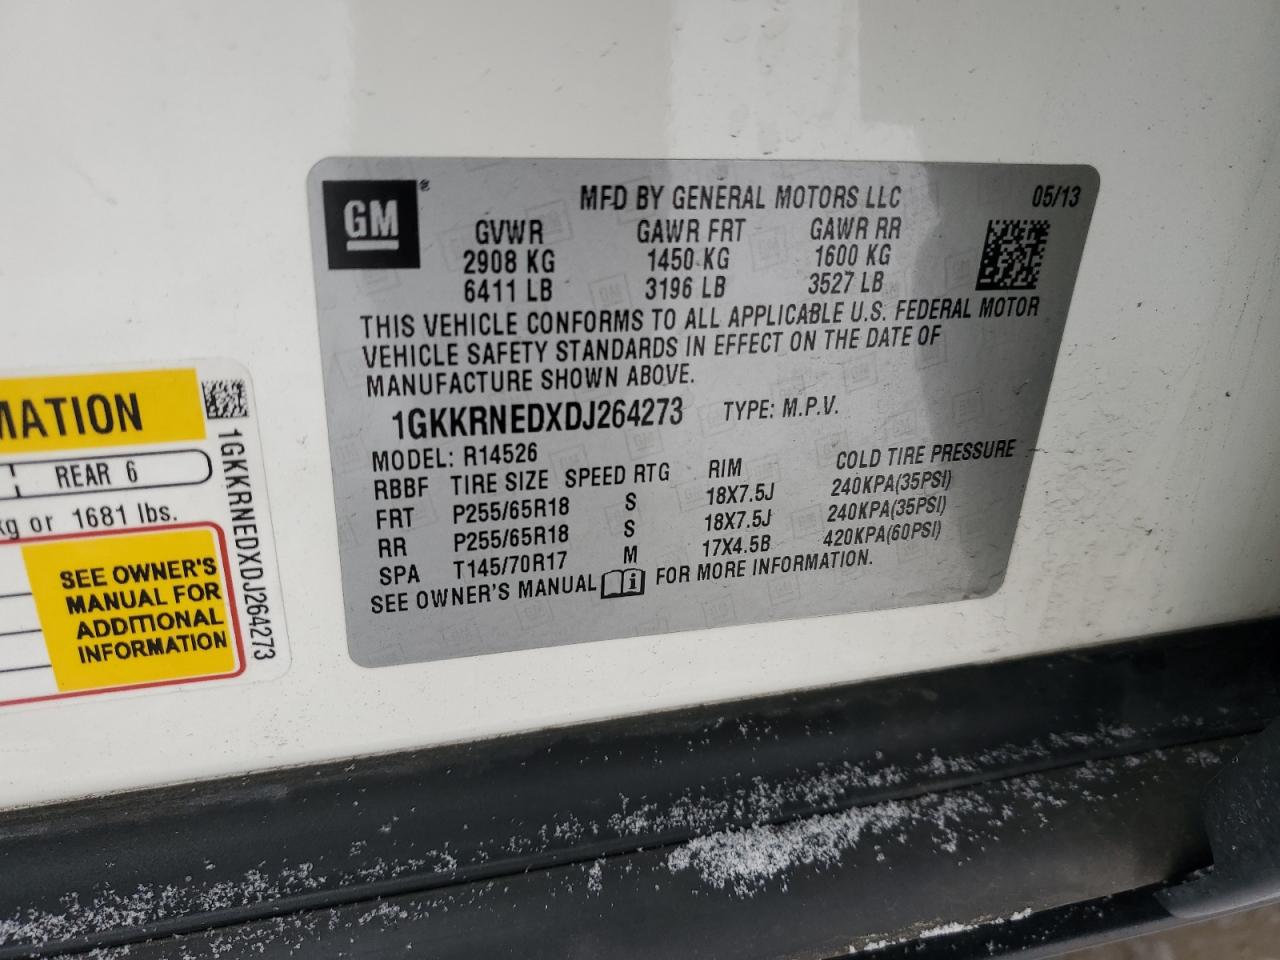 GM ®
MFD BY GENERAL MOTORS LLC 05/13
GVWR GAWR FRT GAWR RR
2908 KG 1450 KG 1600 KG
6411 LB 3196 LB 3527 LB
THIS VEHICLE CONFORMS TO ALL APPLICABLE U.S. FEDERAL MOTOR
VEHICLE SAFETY STANDARDS IN EFFECT ON THE DATE OF
MANUFACTURE SHOWN ABOVE.
1GKKRNEDXDJ264273 TYPE: M.P.V.
MODEL: R14526
RBBF TIRE SIZE SPEED RTG RIM COLD TIRE PRESSURE
FRT P255/65R18 S 18X7.5J 240KPA(35PSI)
RR P255/65R18 S 18X7.5J 240KPA(35PSI)
SPA T145/70R17 M 17X4.5B 420KPA(60PSI)
SEE OWNER'S MANUAL FOR MORE INFORMATION.
MATION
REAR 6
kg or 1681 lbs.
SEE OWNER'S
MANUAL FOR
ADDITIONAL
INFORMATION
1GKKRNEDXDJ264273